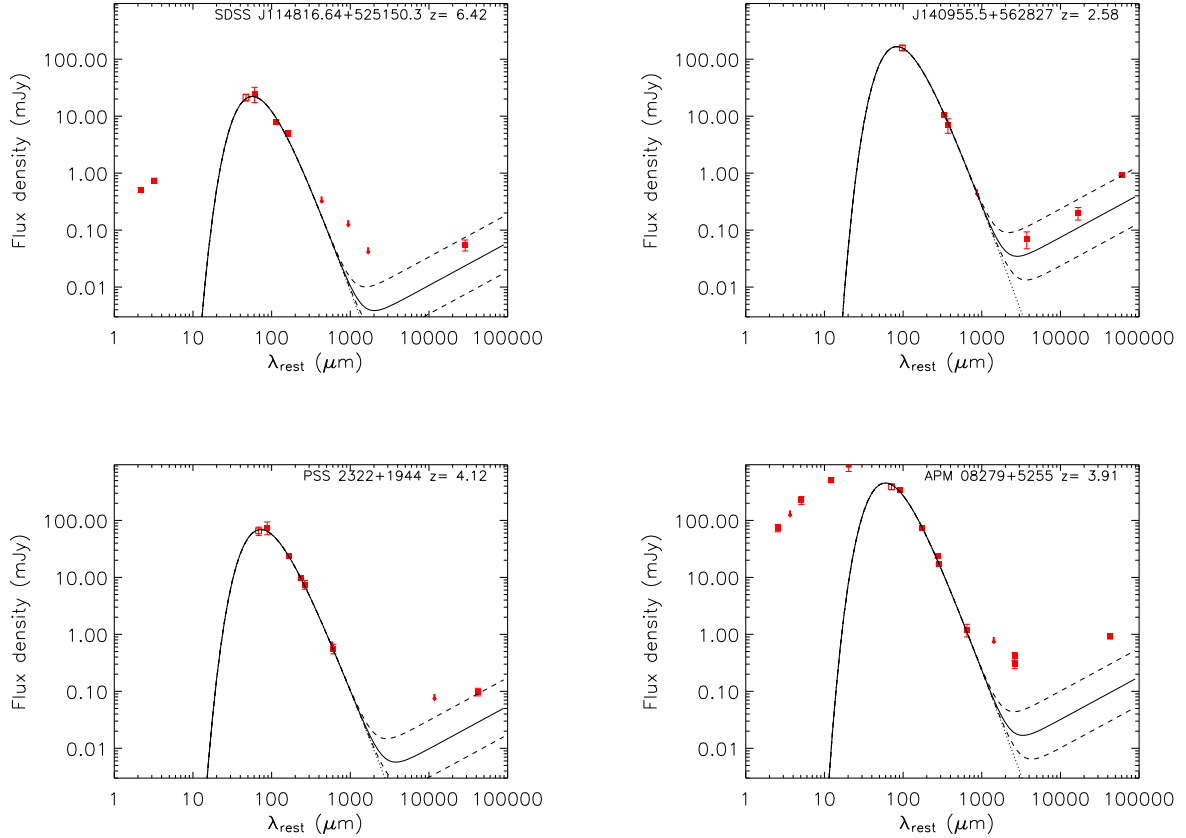 SDSS J114816.64+525150.3 z= 6.42
100.00
10.00
1.00
0.10
0.01
Flux density (mJy)
1 10 100 1000 10000 100000
λrest (μm)
J140955.5+562827 z= 2.58
100.00
10.00
1.00
0.10
0.01
Flux density (mJy)
1 10 100 1000 10000 100000
λrest (μm)
PSS 2322+1944 z= 4.12
100.00
10.00
1.00
0.10
0.01
Flux density (mJy)
1 10 100 1000 10000 100000
λrest (μm)
APM 08279+5255 z= 3.91
100.00
10.00
1.00
0.10
0.01
Flux density (mJy)
1 10 100 1000 10000 100000
λrest (μm)